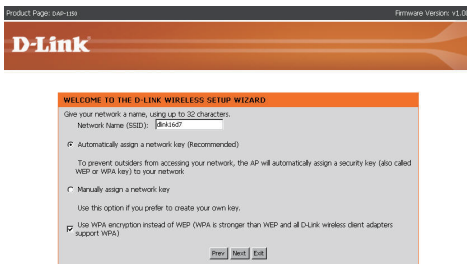 Product Page: DAP-1150 Firmware Version: v1.00
D-Link
WELCOME TO THE D-LINK WIRELESS SETUP WIZARD
Give your network a name, using up to 32 characters.
Network Name (SSID): dlink16d7
Automatically assign a network key (Recommended)
To prevent outsiders from accessing your network, the AP will automatically assign a security key (also called
WEP or WPA key) to your network
Manually assign a network key
Use this option if you prefer to create your own key.
Use WPA encryption instead of WEP (WPA is stronger than WEP and all D-Link wireless client adapters
support WPA)
Prev Next Exit